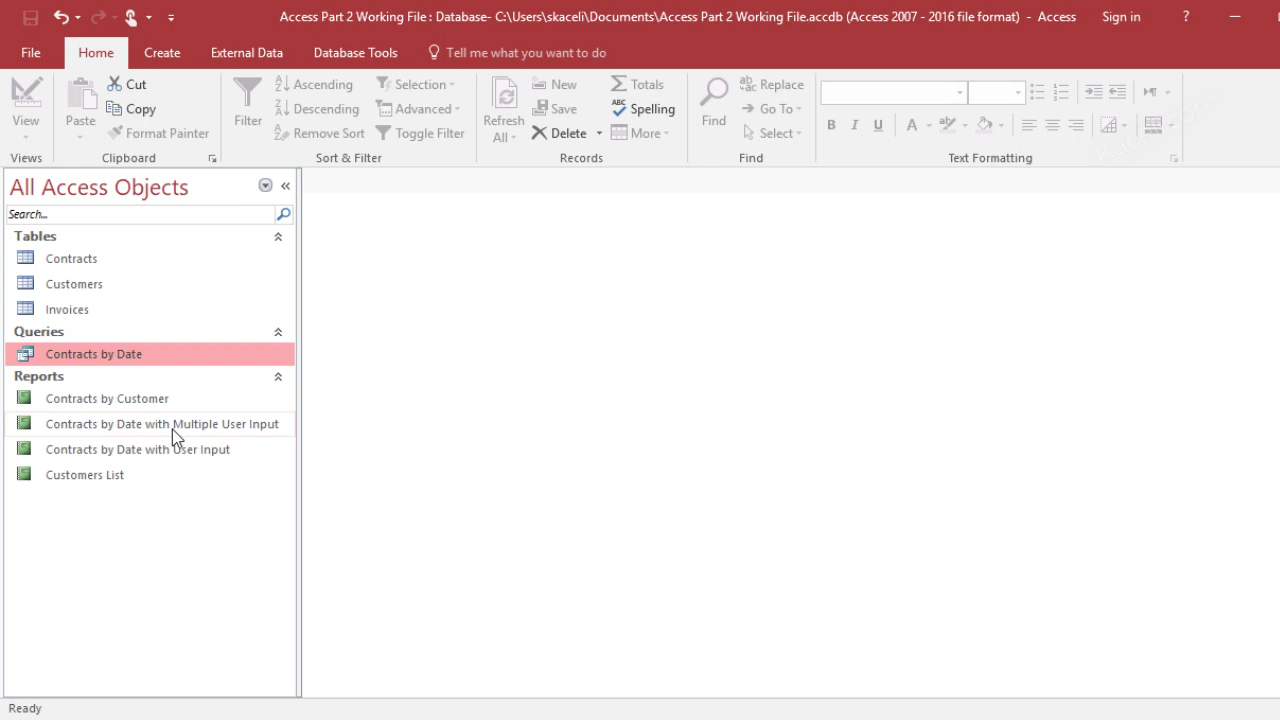 Access Part 2 Working File : Database- C:\Users\skaceli\Documents\Access Part 2 Working File.accdb (Access 2007 - 2016 file format) - Access
Sign in
?
File
Home
Create
External Data
Database Tools
Tell me what you want to do
View
Views
Paste
Cut
Copy
Format Painter
Clipboard
Filter
Ascending
Descending
Remove Sort
Selection
Advanced
Toggle Filter
Sort & Filter
Refresh
All
New
Save
Delete
Totals
Spelling
More
Records
Find
Replace
Go To
Select
Find
B I U A
Text Formatting
All Access Objects
Search...
Tables
Contracts
Customers
Invoices
Queries
Contracts by Date
Reports
Contracts by Customer
Contracts by Date with Multiple User Input
Contracts by Date with User Input
Customers List
Ready